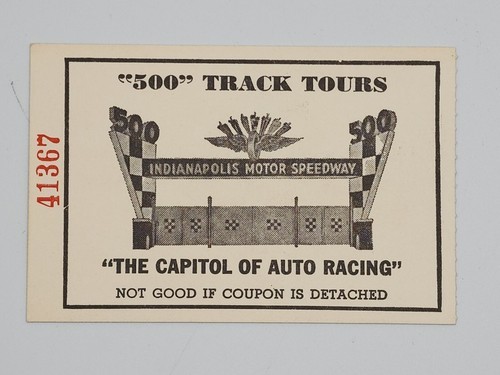 "500" TRACK TOURS
500
500
INDIANAPOLIS MOTOR SPEEDWAY
"THE CAPITOL OF AUTO RACING"
NOT GOOD IF COUPON IS DETACHED
41367